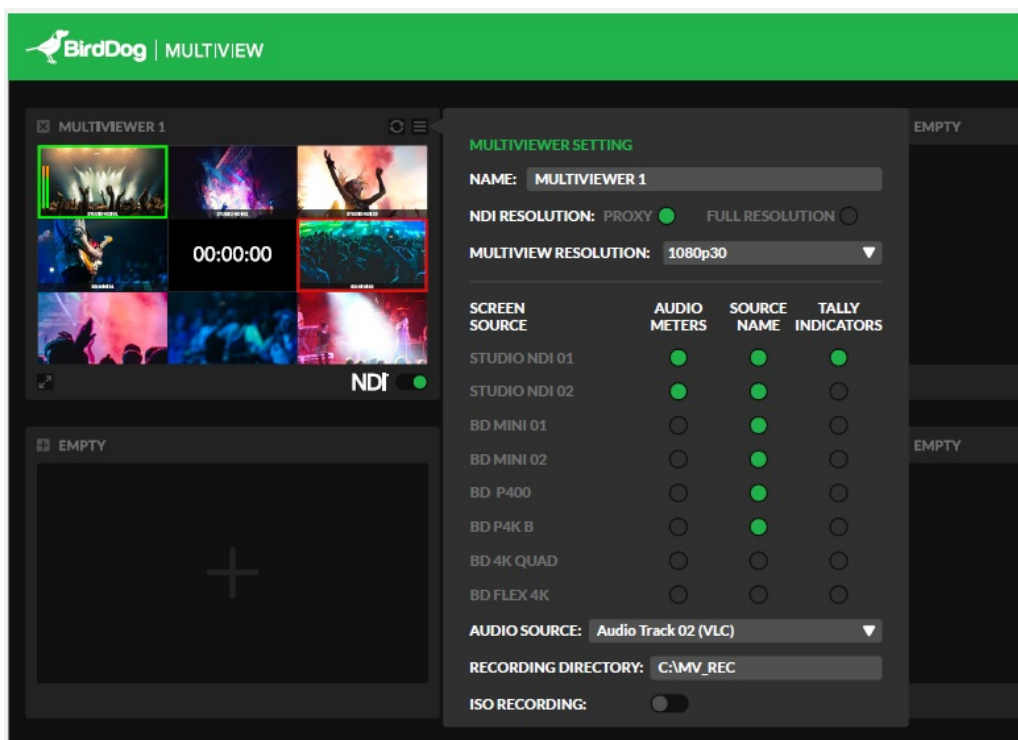 BirdDog | MULTIVIEW
MULTIVIEWER 1
00:00:00
NDI
EMPTY
MULTIVIEWER SETTING
NAME: MULTIVIEWER 1
NDI RESOLUTION: PROXY FULL RESOLUTION
MULTIVIEW RESOLUTION: 1080p30
SCREEN SOURCE
AUDIO METERS
SOURCE NAME
TALLY INDICATORS
STUDIO NDI 01
STUDIO NDI 02
BD MINI 01
BD MINI 02
BD P400
BD P4K B
BD 4K QUAD
BD FLEX 4K
AUDIO SOURCE: Audio Track 02 (VLC)
RECORDING DIRECTORY: C:\MV_REC
ISO RECORDING:
EMPTY
EMPTY